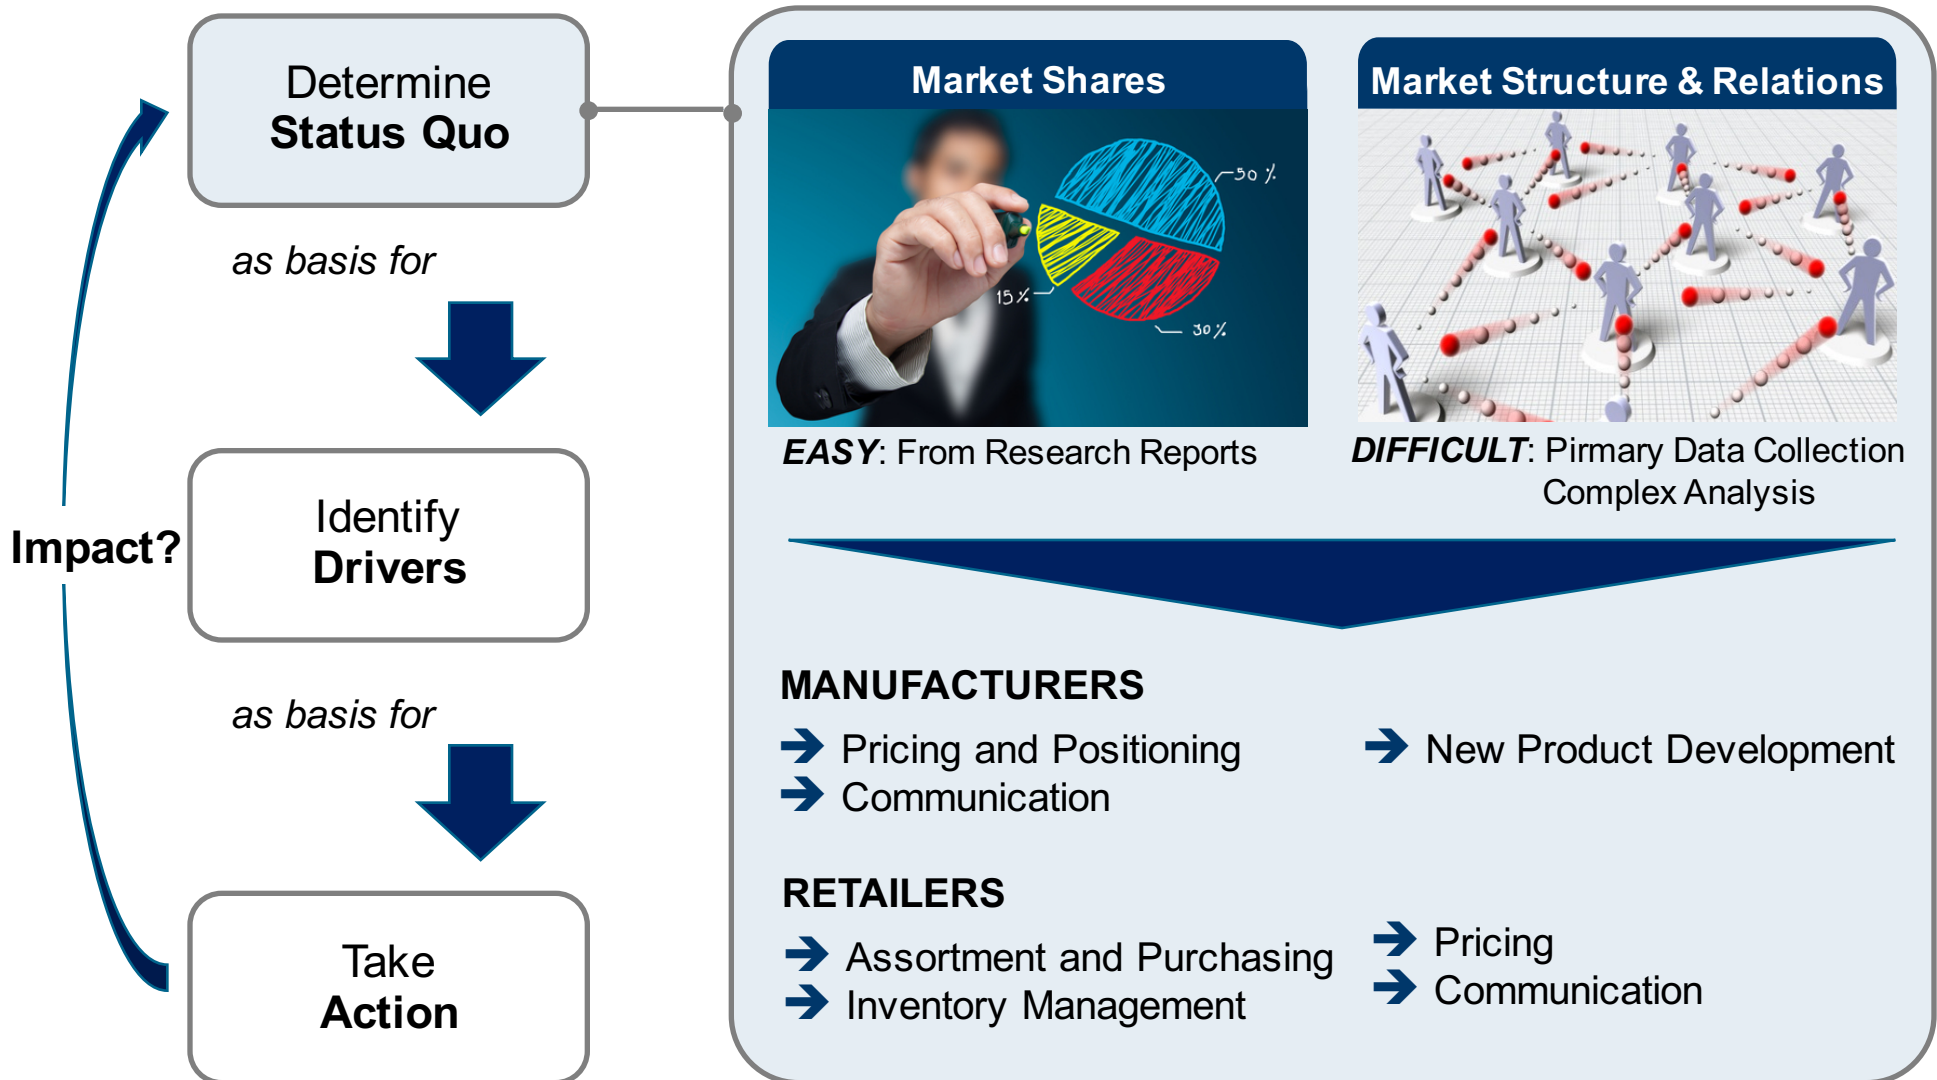 Determine
Status Quo
as basis for
Identify
Drivers
Impact?
as basis for
Take
Action
Market Shares
50 %
15 %
30 %
EASY: From Research Reports
Market Structure & Relations
DIFFICULT: Pirmary Data Collection
Complex Analysis
MANUFACTURERS
➔ Pricing and Positioning
➔ Communication
➔ New Product Development
RETAILERS
➔ Assortment and Purchasing
➔ Inventory Management
➔ Pricing
➔ Communication